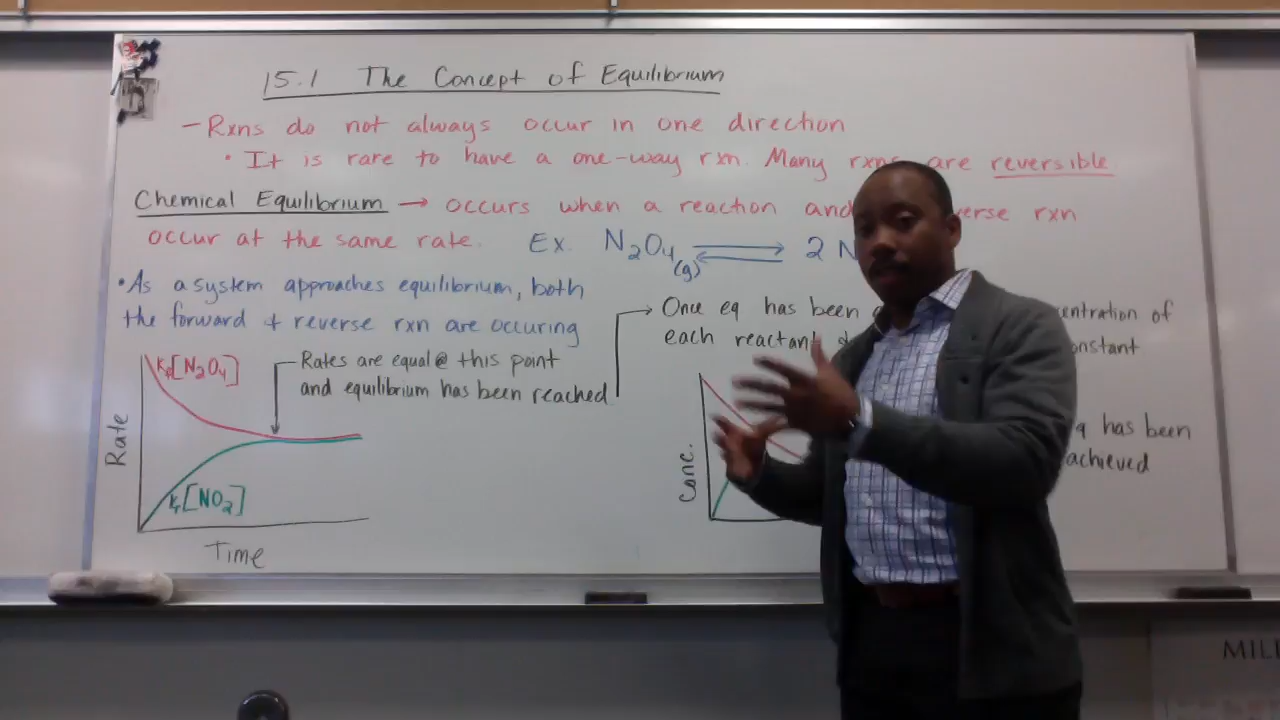 15.1 The Concept of Equilibrium
- Rxns do not always occur in one direction
• It is rare to have a one-way rxn. Many rxns are reversible.
Chemical Equilibrium → occurs when a reaction and
rxn
occur at the same rate. Ex. N2O4(g) ⇌ 2 N
• As a system approaches equilibrium, both
the forward + reverse rxn are occuring
Rates are equal @ this point
and equilibrium has been reached
→ Once eq has been
of
each reactant
kf[N2O4]
kr[NO2]
Rate
Time
Conc.
has been
achieved